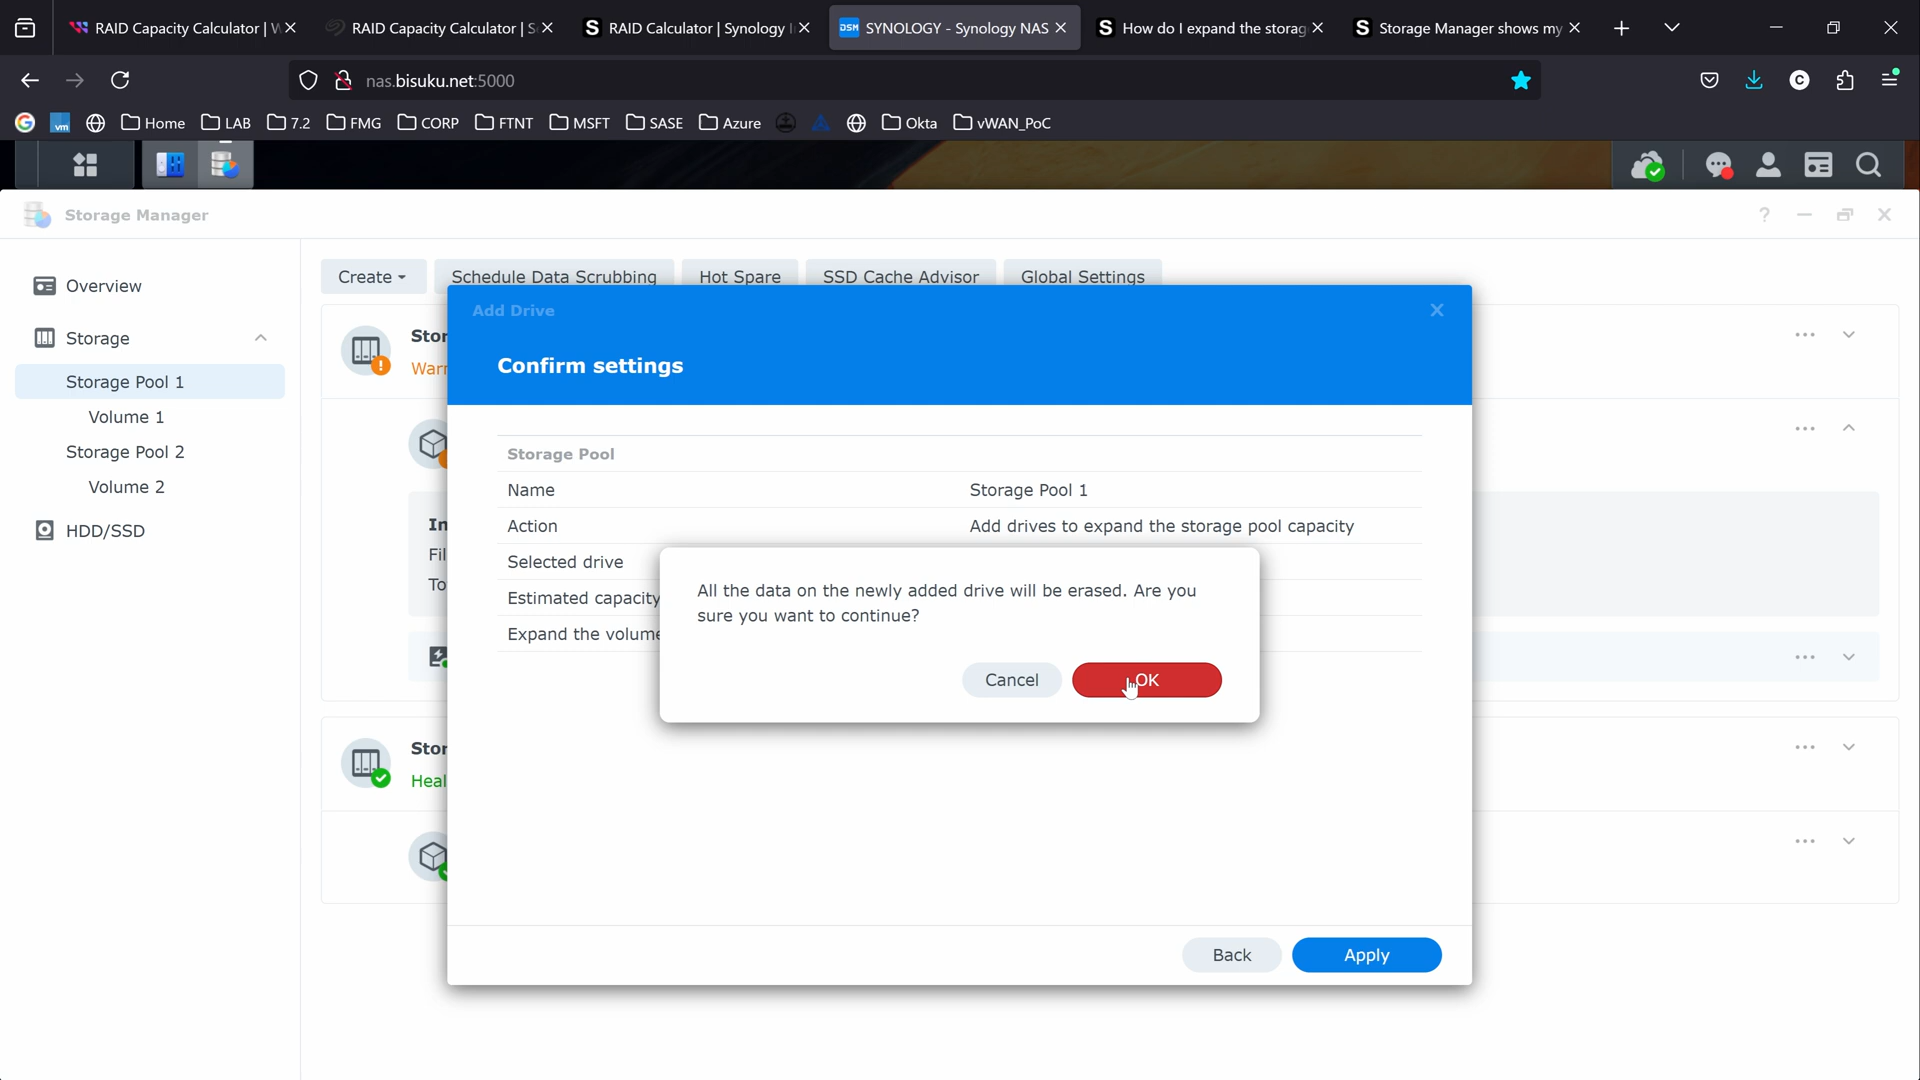 RAID Capacity Calculator | W
RAID Capacity Calculator | S
RAID Calculator | Synology I
DSM
SYNOLOGY - Synology NAS
How do I expand the storag
Storage Manager shows my
nas.bisuku.net:5000
C
vm
Home
LAB
7.2
FMG
CORP
FTNT
MSFT
SASE
Azure
Okta
vWAN_PoC
Storage Manager
?
Overview
Storage
Storage Pool 1
Volume 1
Storage Pool 2
Volume 2
HDD/SSD
Create
Schedule Data Scrubbing
Hot Spare
SSD Cache Advisor
Global Settings
Stor
Warr
In
Fil
To
Stor
Heal
Add Drive
Confirm settings
Storage Pool
Name
Storage Pool 1
Action
Add drives to expand the storage pool capacity
Selected drive
Estimated capacity
Expand the volume
All the data on the newly added drive will be erased. Are you
sure you want to continue?
Cancel
OK
Back
Apply